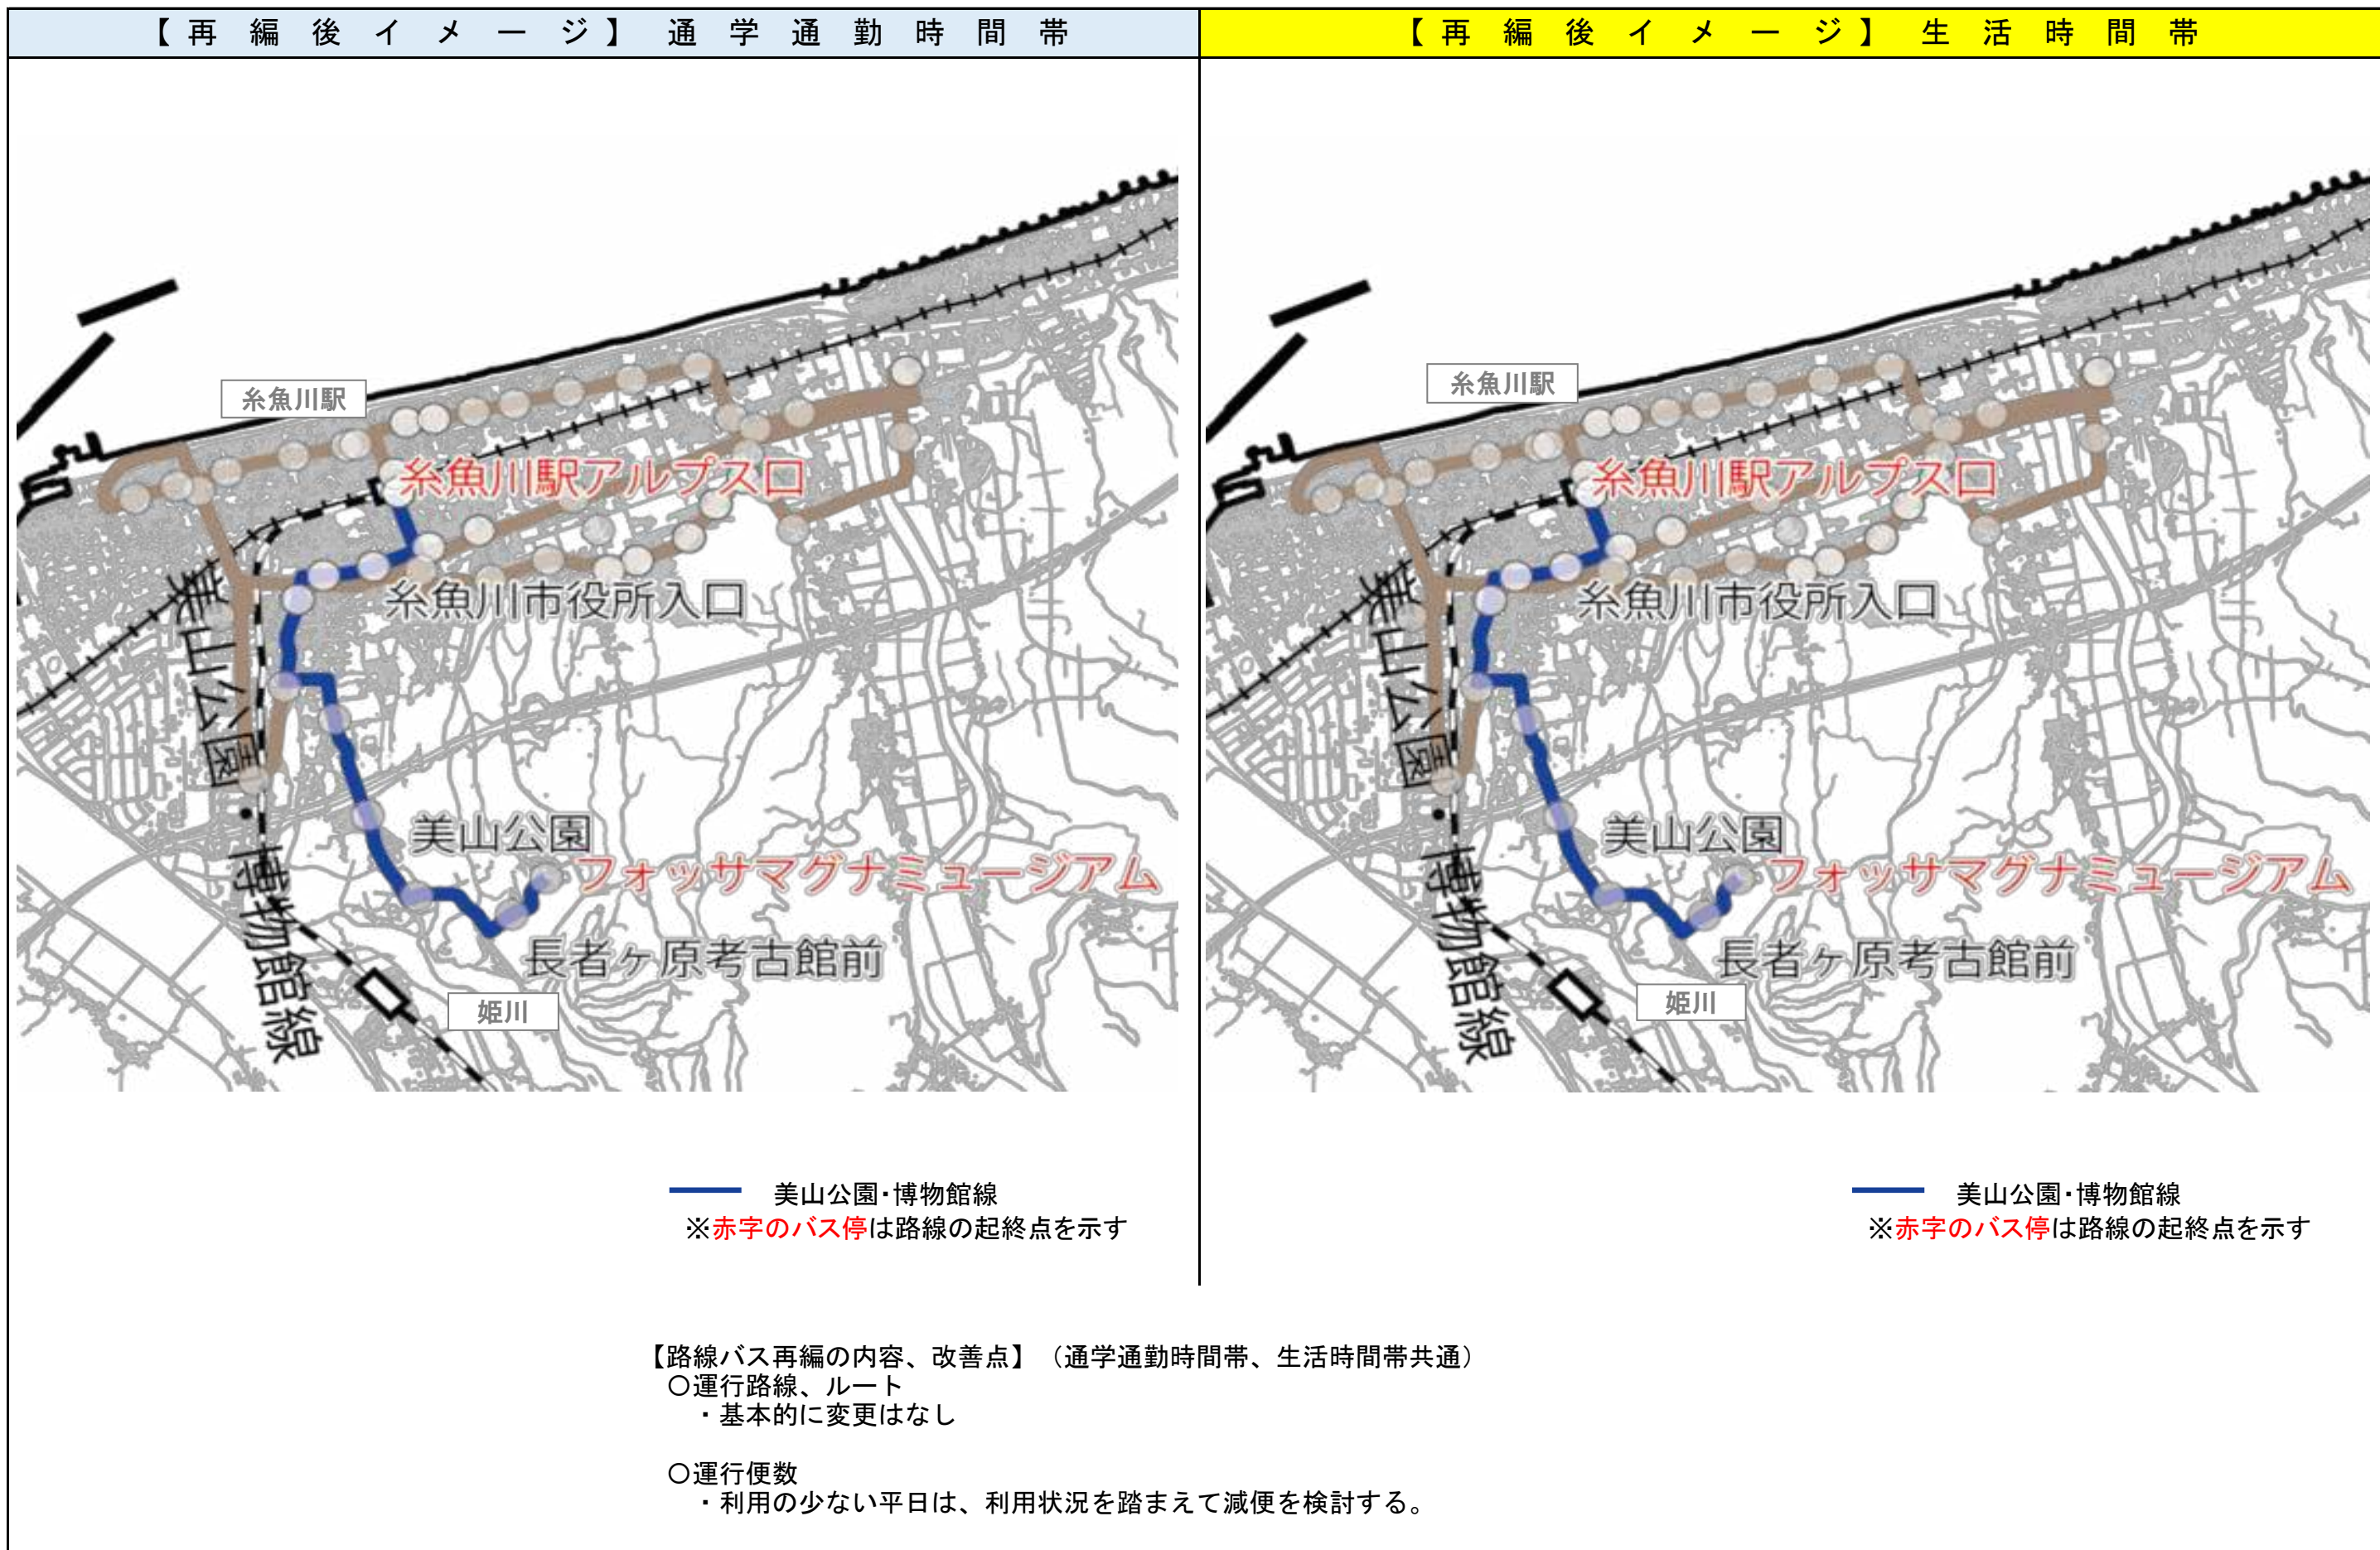 【再編後イメージ】通学通勤時間帯
糸魚川駅
糸魚川駅アルプス口
糸魚川市役所入口
美山公園・博物館線
美山公園
フォッサマグナミュージアム
長者ヶ原考古館前
姫川
美山公園・博物館線
※赤字のバス停は路線の起終点を示す
【再編後イメージ】生活時間帯
糸魚川駅
糸魚川駅アルプス口
糸魚川市役所入口
美山公園・博物館線
美山公園
フォッサマグナミュージアム
長者ヶ原考古館前
姫川
美山公園・博物館線
※赤字のバス停は路線の起終点を示す
【路線バス再編の内容、改善点】（通学通勤時間帯、生活時間帯共通）
〇運行路線、ルート
・基本的に変更はなし
〇運行便数
・利用の少ない平日は、利用状況を踏まえて減便を検討する。